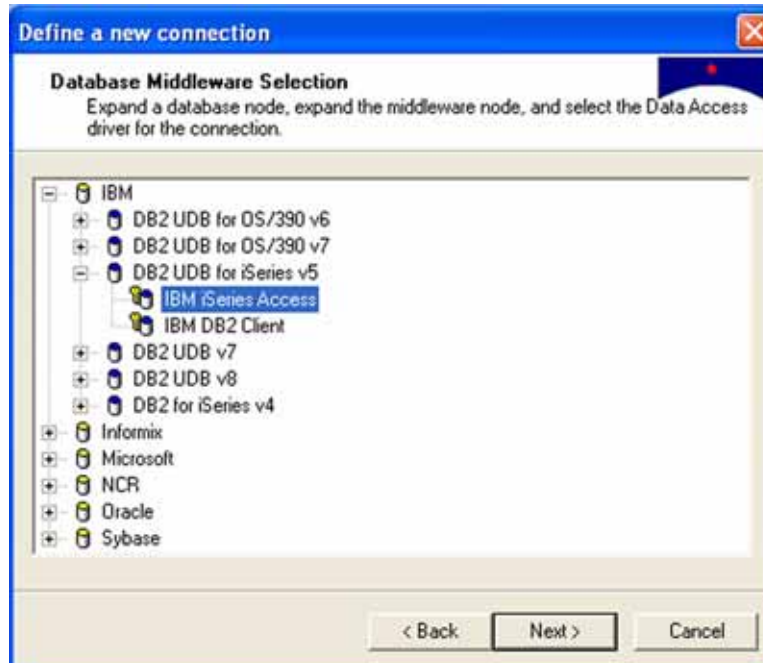 Define a new connection
Database Middleware Selection
Expand a database node, expand the middleware node, and select the Data Access
driver for the connection.
IBM
DB2 UDB for OS/390 v6
DB2 UDB for OS/390 v7
DB2 UDB for iSeries v5
IBM iSeries Access
IBM DB2 Client
DB2 UDB v7
DB2 UDB v8
DB2 for iSeries v4
Informix
Microsoft
NCR
Oracle
Sybase
< Back Next > Cancel